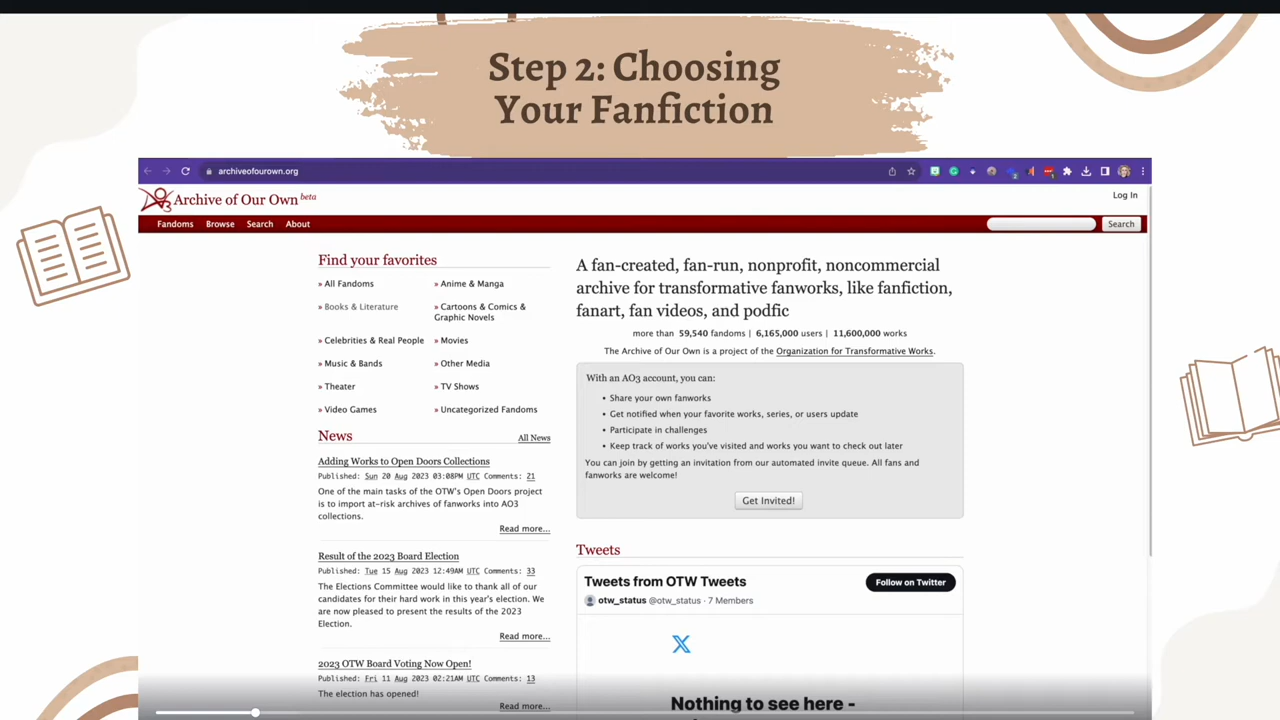 Step 2: Choosing
Your Fanfiction
archiveofourown.org
Archive of Our Own beta
Log In
Fandoms Browse Search About
Search
Find your favorites
» All Fandoms
» Anime & Manga
» Books & Literature
» Cartoons & Comics &
Graphic Novels
» Celebrities & Real People
» Movies
» Music & Bands
» Other Media
» Theater
» TV Shows
» Video Games
» Uncategorized Fandoms
News
All News
Adding Works to Open Doors Collections
Published: Sun 20 Aug 2023 03:08PM UTC Comments: 21
One of the main tasks of the OTW's Open Doors project
is to import at-risk archives of fanworks into AO3
collections.
Read more...
Result of the 2023 Board Election
Published: Tue 15 Aug 2023 12:49AM UTC Comments: 33
The Elections Committee would like to thank all of our
candidates for their hard work in this year's election. We
are now pleased to present the results of the 2023
Election.
Read more...
2023 OTW Board Voting Now Open!
Published: Fri 11 Aug 2023 02:21AM UTC Comments: 13
The election has opened!
Read more...
A fan-created, fan-run, nonprofit, noncommercial
archive for transformative fanworks, like fanfiction,
fanart, fan videos, and podfic
more than 59,540 fandoms | 6,165,000 users | 11,600,000 works
The Archive of Our Own is a project of the Organization for Transformative Works.
With an AO3 account, you can:
• Share your own fanworks
• Get notified when your favorite works, series, or users update
• Participate in challenges
• Keep track of works you've visited and works you want to check out later
You can join by getting an invitation from our automated invite queue. All fans and
fanworks are welcome!
Get Invited!
Tweets
Tweets from OTW Tweets
Follow on Twitter
otw_status @otw_status · 7 Members
Nothing to see here -